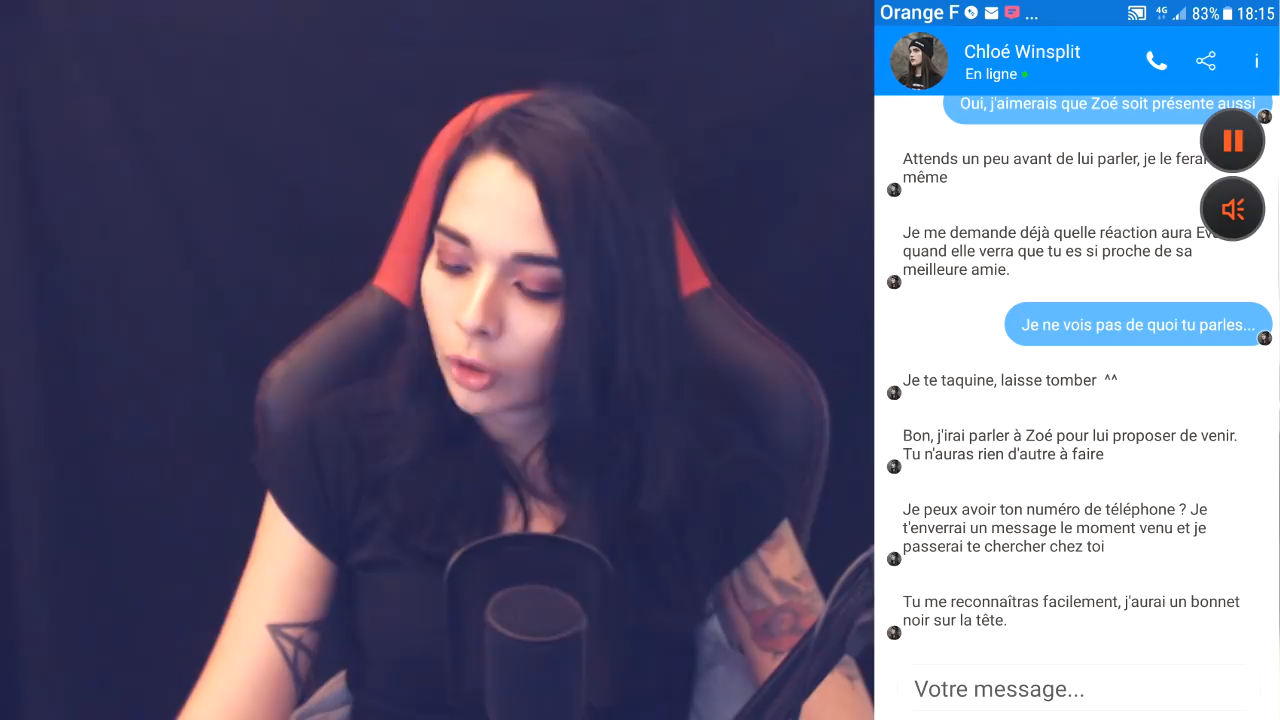 Orange F ... 4G 83% 18:15
Chloé Winsplit
En ligne
Oui, j'aimerais que Zoé soit présente aussi
Attends un peu avant de lui parler, je le ferai
même
Je me demande déjà quelle réaction aura
quand elle verra que tu es si proche de sa
meilleure amie.
Je ne vois pas de quoi tu parles...
Je te taquine, laisse tomber ^^
Bon, j'irai parler à Zoé pour lui proposer de venir.
Tu n'auras rien d'autre à faire
Je peux avoir ton numéro de téléphone ? Je
t'enverrai un message le moment venu et je
passerai te chercher chez toi
Tu me reconnaîtras facilement, j'aurai un bonnet
noir sur la tête.
Votre message...